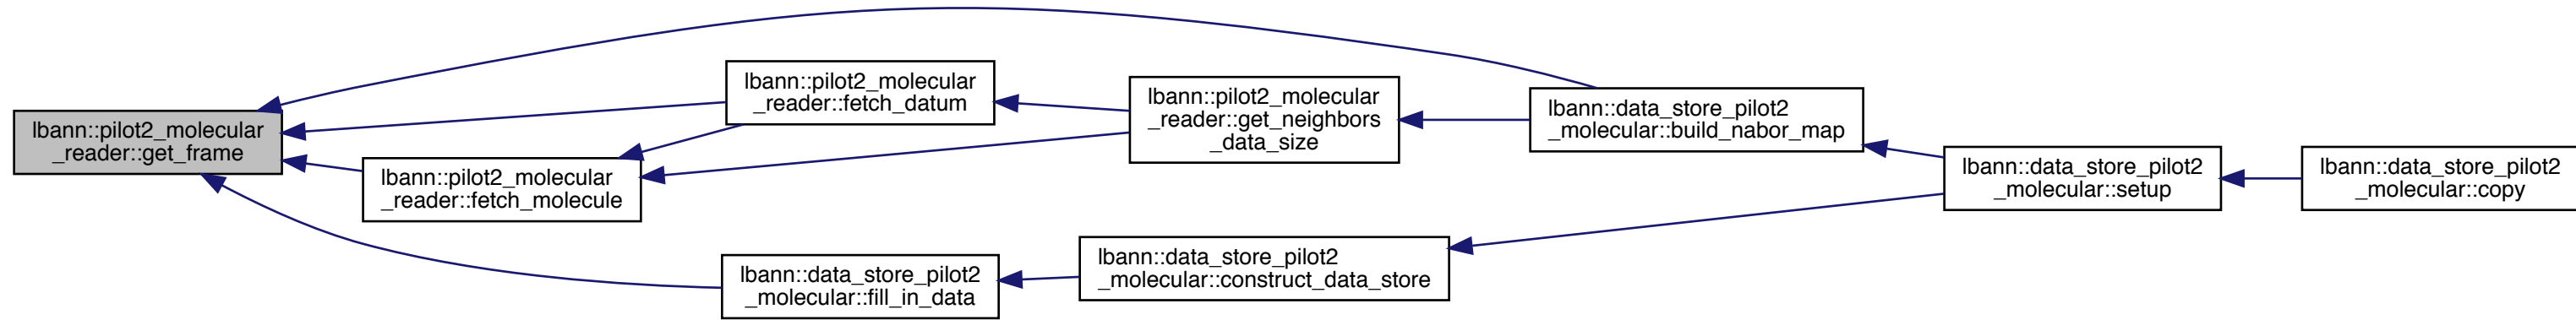 lbann::pilot2_molecular
_reader::get_frame
lbann::pilot2_molecular
_reader::fetch_datum
lbann::pilot2_molecular
_reader::fetch_molecule
lbann::data_store_pilot2
_molecular::fill_in_data
lbann::pilot2_molecular
_reader::get_neighbors
_data_size
lbann::data_store_pilot2
_molecular::construct_data_store
lbann::data_store_pilot2
_molecular::build_nabor_map
lbann::data_store_pilot2
_molecular::setup
lbann::data_store_pilot2
_molecular::copy